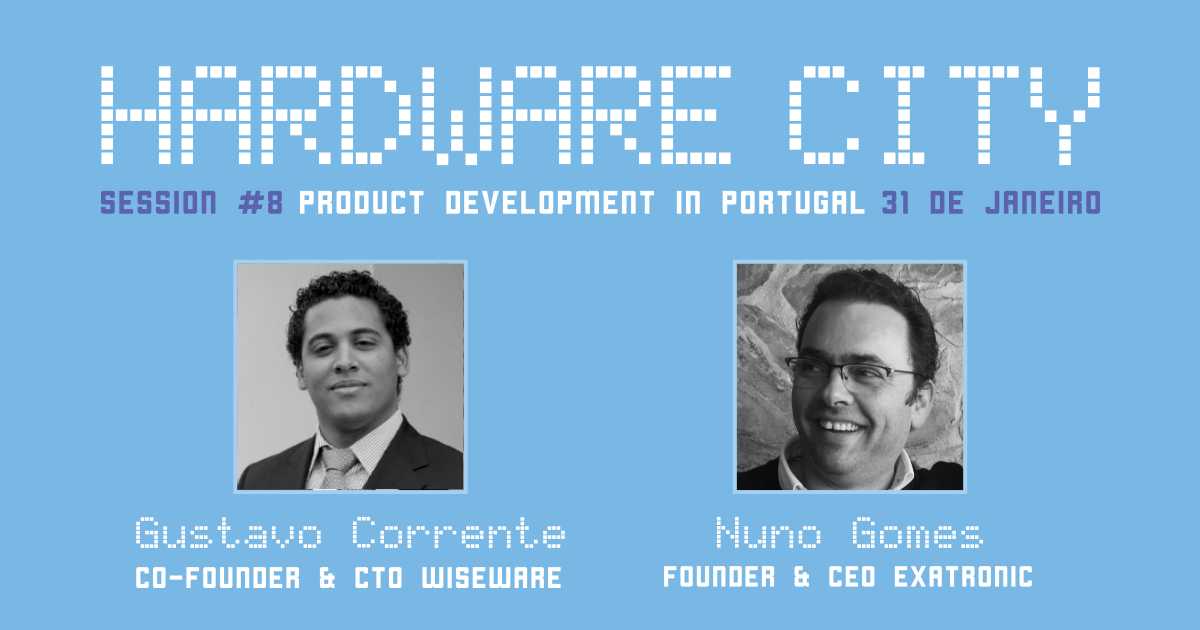 HARDWARE CITY
SESSION #8 PRODUCT DEVELOPMENT IN PORTUGAL 31 DE JANEIRO
Gustavo Corrente
CO-FOUNDER & CTO WISEWARE
Nuno Gomes
FOUNDER & CEO EXATRONIC